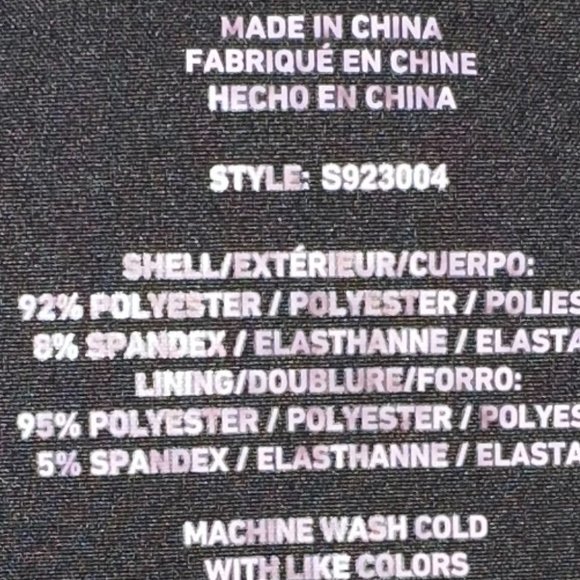 MADE IN CHINA
FABRIQUÉ EN CHINE
HECHO EN CHINA
STYLE: S923004
SHELL/EXTÉRIEUR/CUERPO:
92% POLYESTER / POLYESTER / POLIES
8% SPANDEX / ELASTHANNE / ELASTA
LINING/DOUBLURE/FORRO:
95% POLYESTER / POLYESTER / POLYES
5% SPANDEX / ELASTHANNE / ELASTA
MACHINE WASH COLD
WITH LIKE COLORS